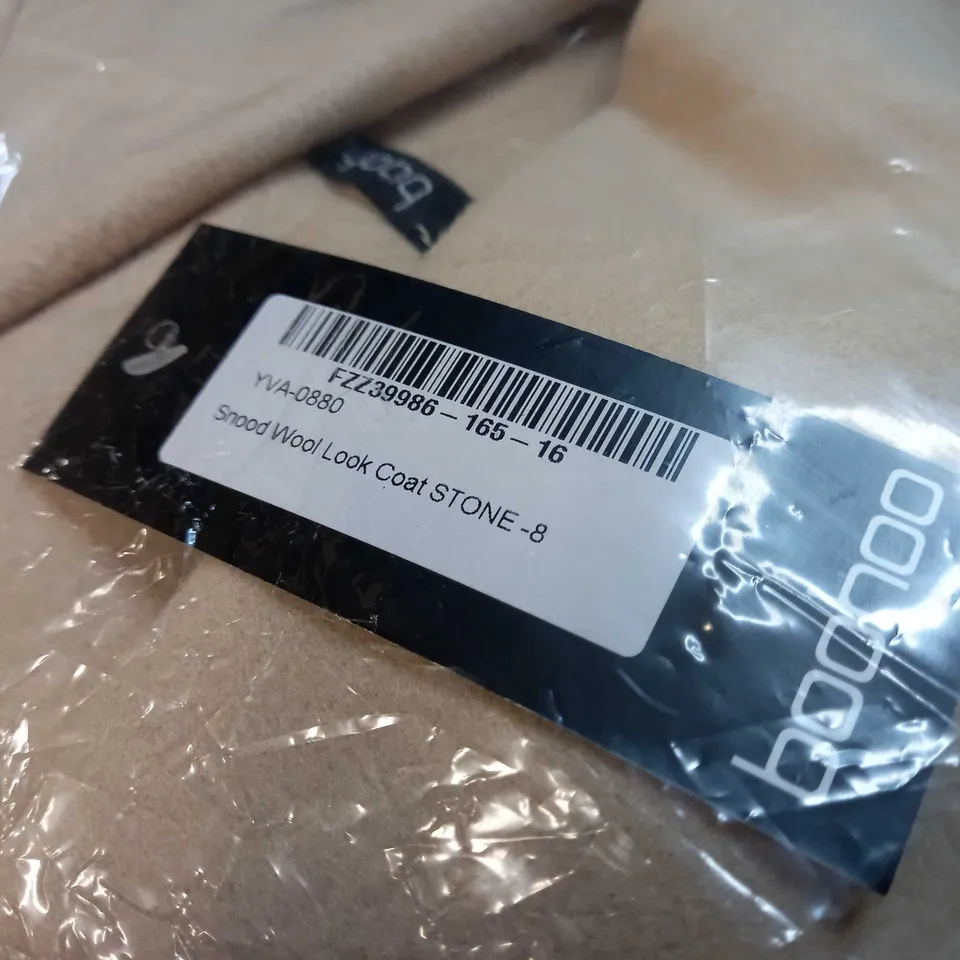 FZZ39986 - 165 - 16
YVA-0880
Snood Wool Look Coat STONE -8
boohoo